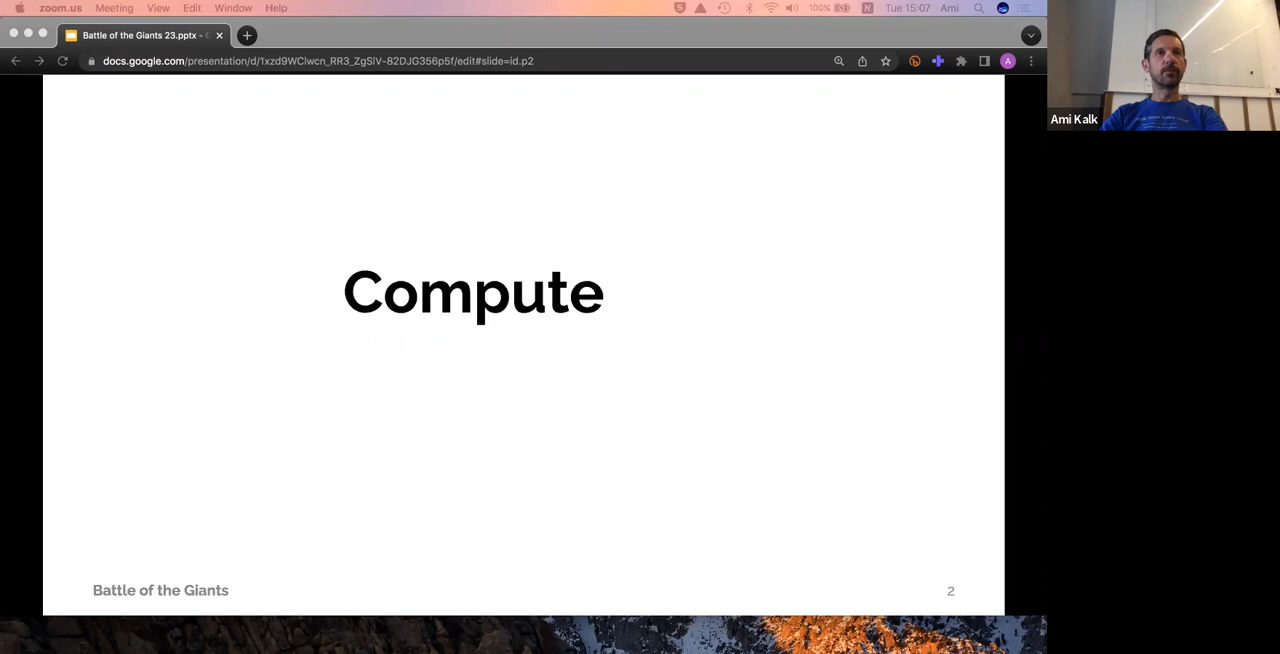 zoom.us Meeting View Edit Window Help 100% Tue 15:07 Ami
Battle of the Giants 23.pptx - G
docs.google.com/presentation/d/1xzd9WClwcn_RR3_ZgSlV-82DJG356p5f/edit#slide=id.p2
A
Ami Kalk
Compute
Battle of the Giants
2